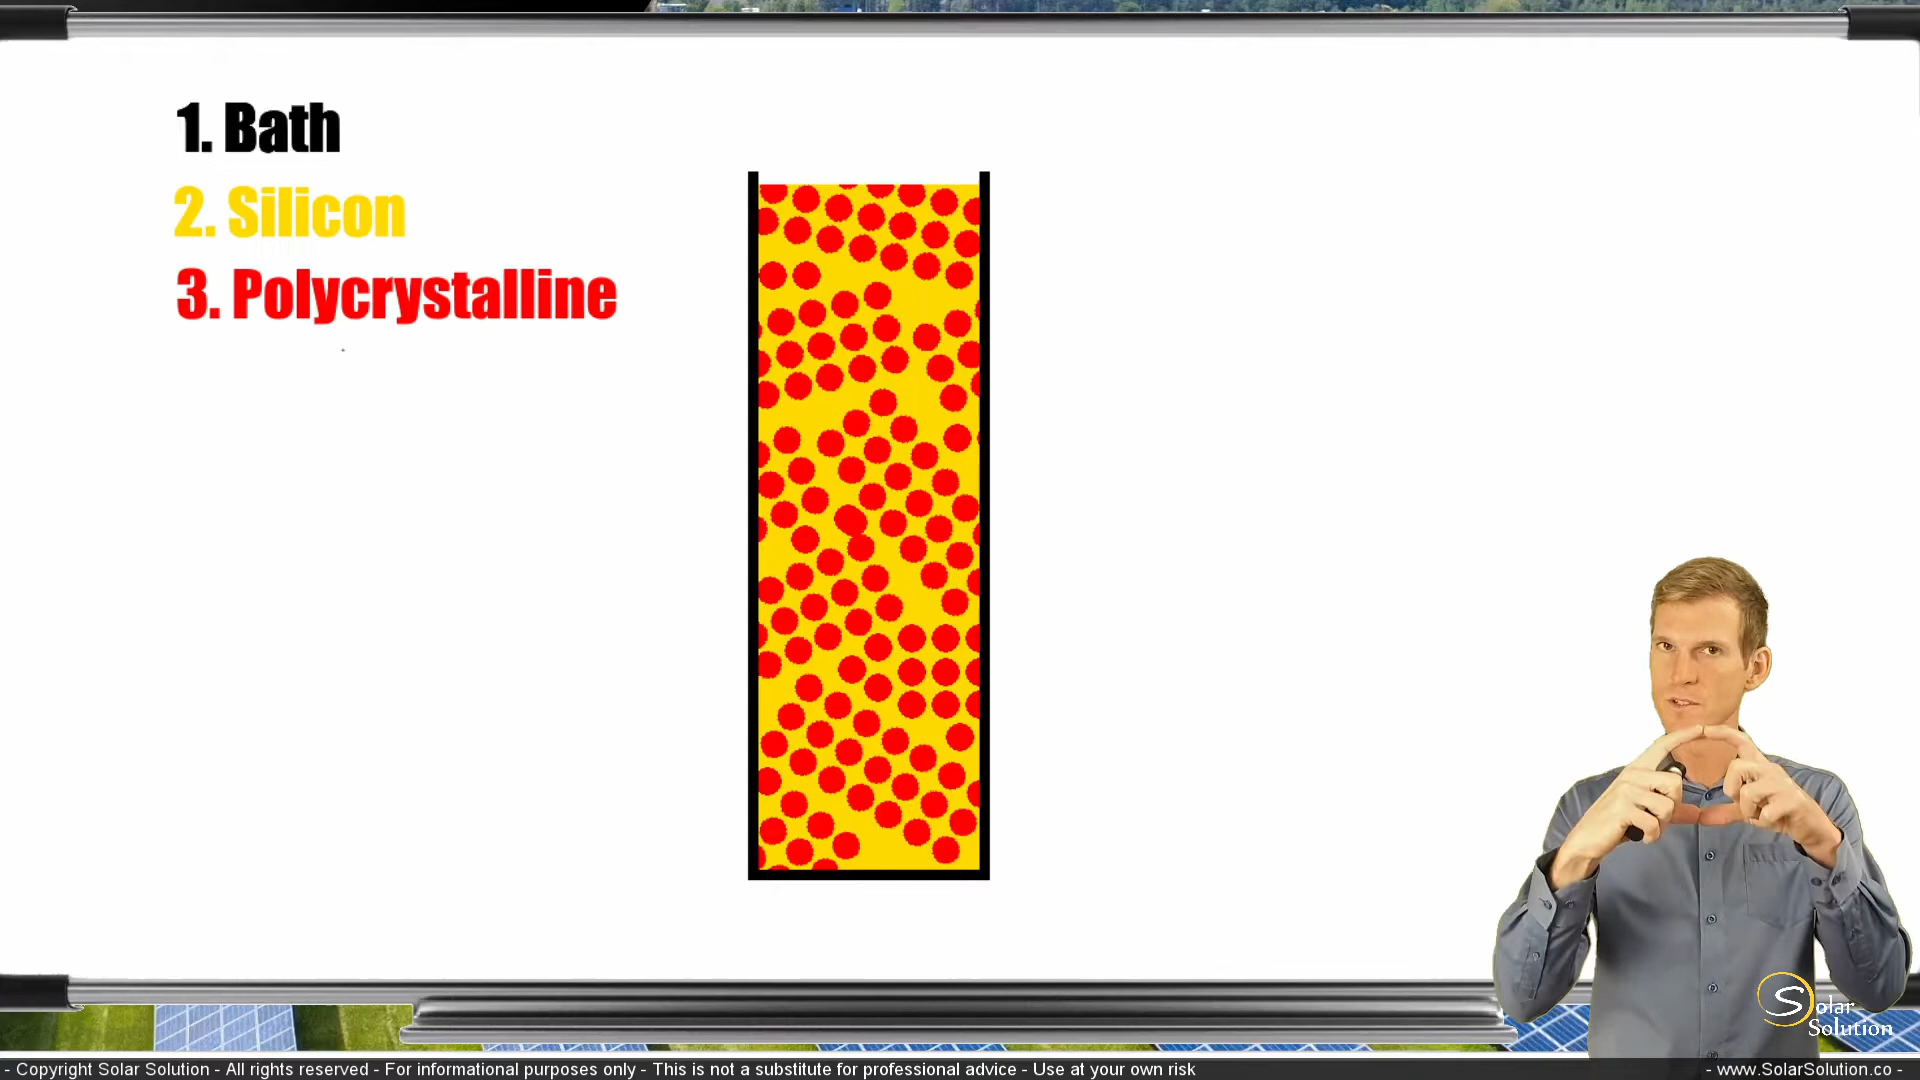 1. Bath
2. Silicon
3. Polycrystalline
Solar
Solution
- Copyright Solar Solution - All rights reserved - For informational purposes only - This is not a substitute for professional advice - Use at your own risk
- www.SolarSolution.co -